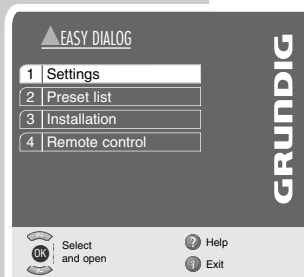 EASY DIALOG
1 Settings
2 Preset list
3 Installation
4 Remote control
GRUNDIG
OK
Select
and open
? Help
i Exit